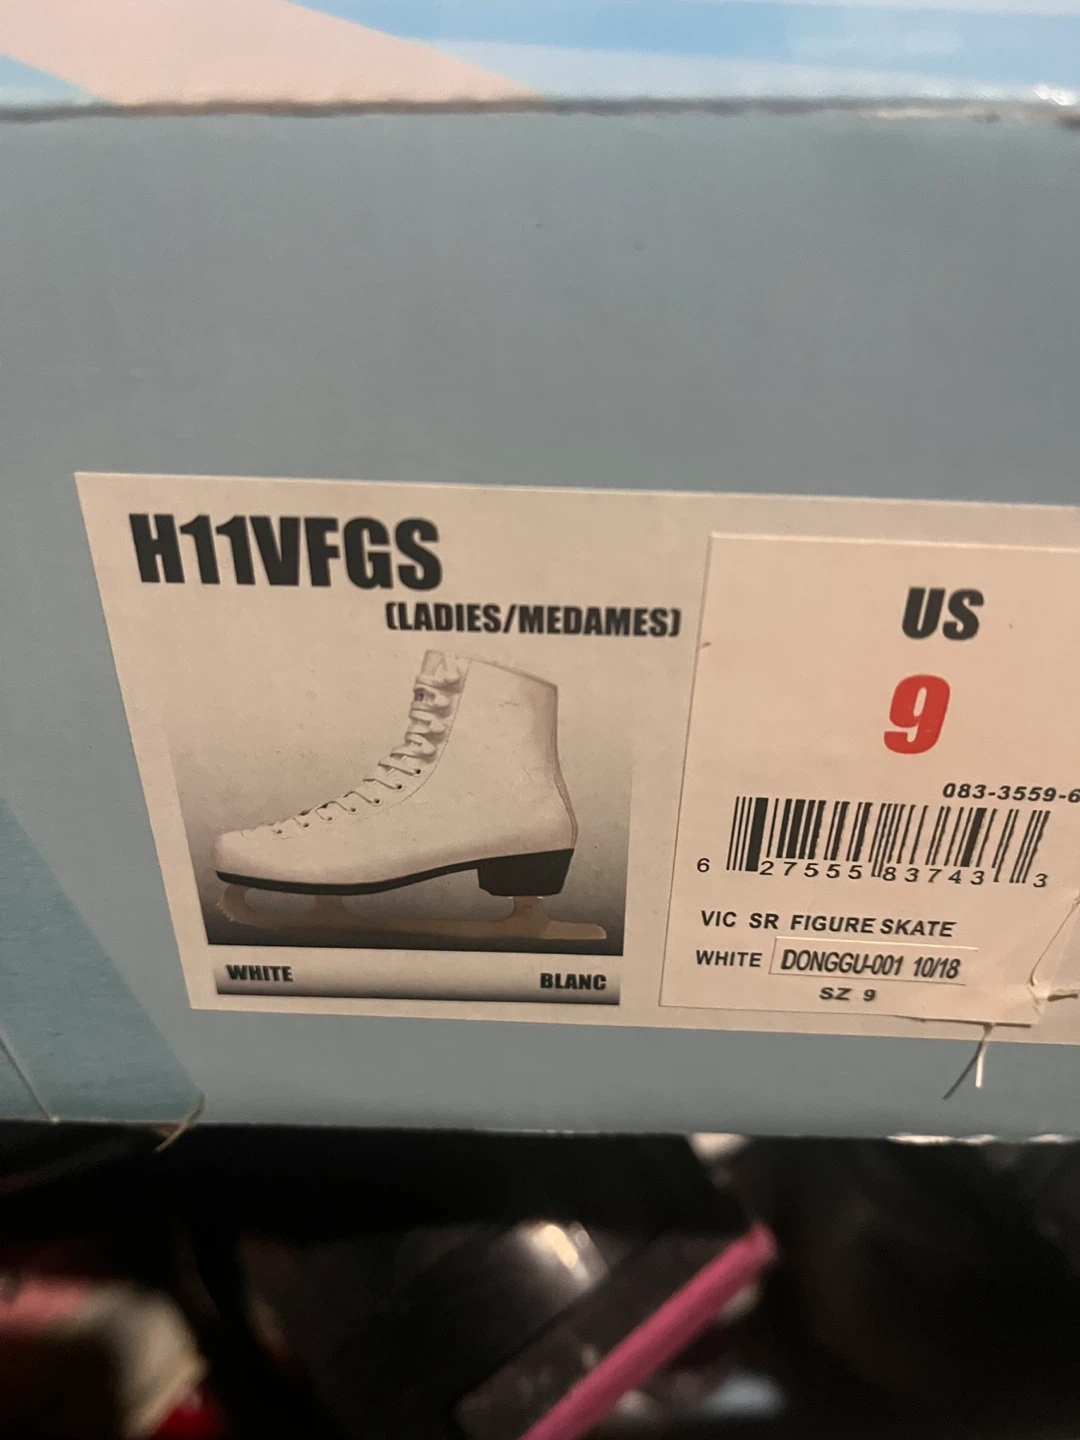 H11VFGS
(LADIES/MEDAMES)
WHITE
BLANC
US
9
083-3559-6
6 27555 83743 3
VIC SR FIGURE SKATE
WHITE DONGGU-001 10/18
SZ 9